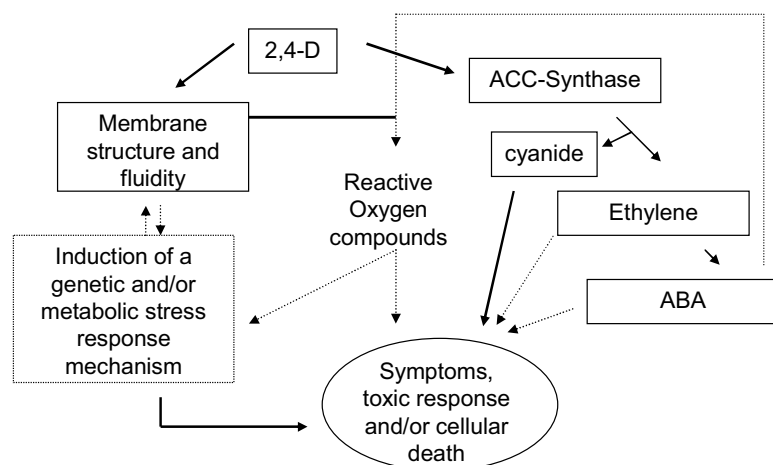 2,4-D
ACC-Synthase
Membrane
structure and
fluidity
cyanide
Reactive
Oxygen
compounds
Ethylene
Induction of a
genetic and/or
metabolic stress
response
mechanism
ABA
Symptoms,
toxic response
and/or cellular
death